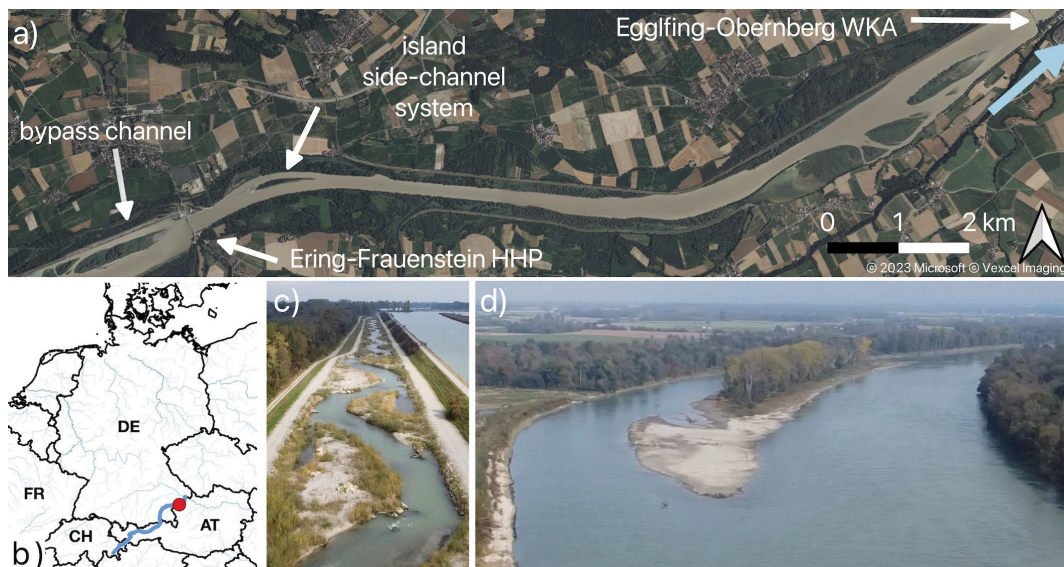 a)
Egglfing-Obernberg WKA
island
side-channel
system
bypass channel
Ering-Frauenstein HHP
0 1 2 km
© 2023 Microsoft © Vexcel Imaging
b)
DE
FR
CH
AT
c)
d)